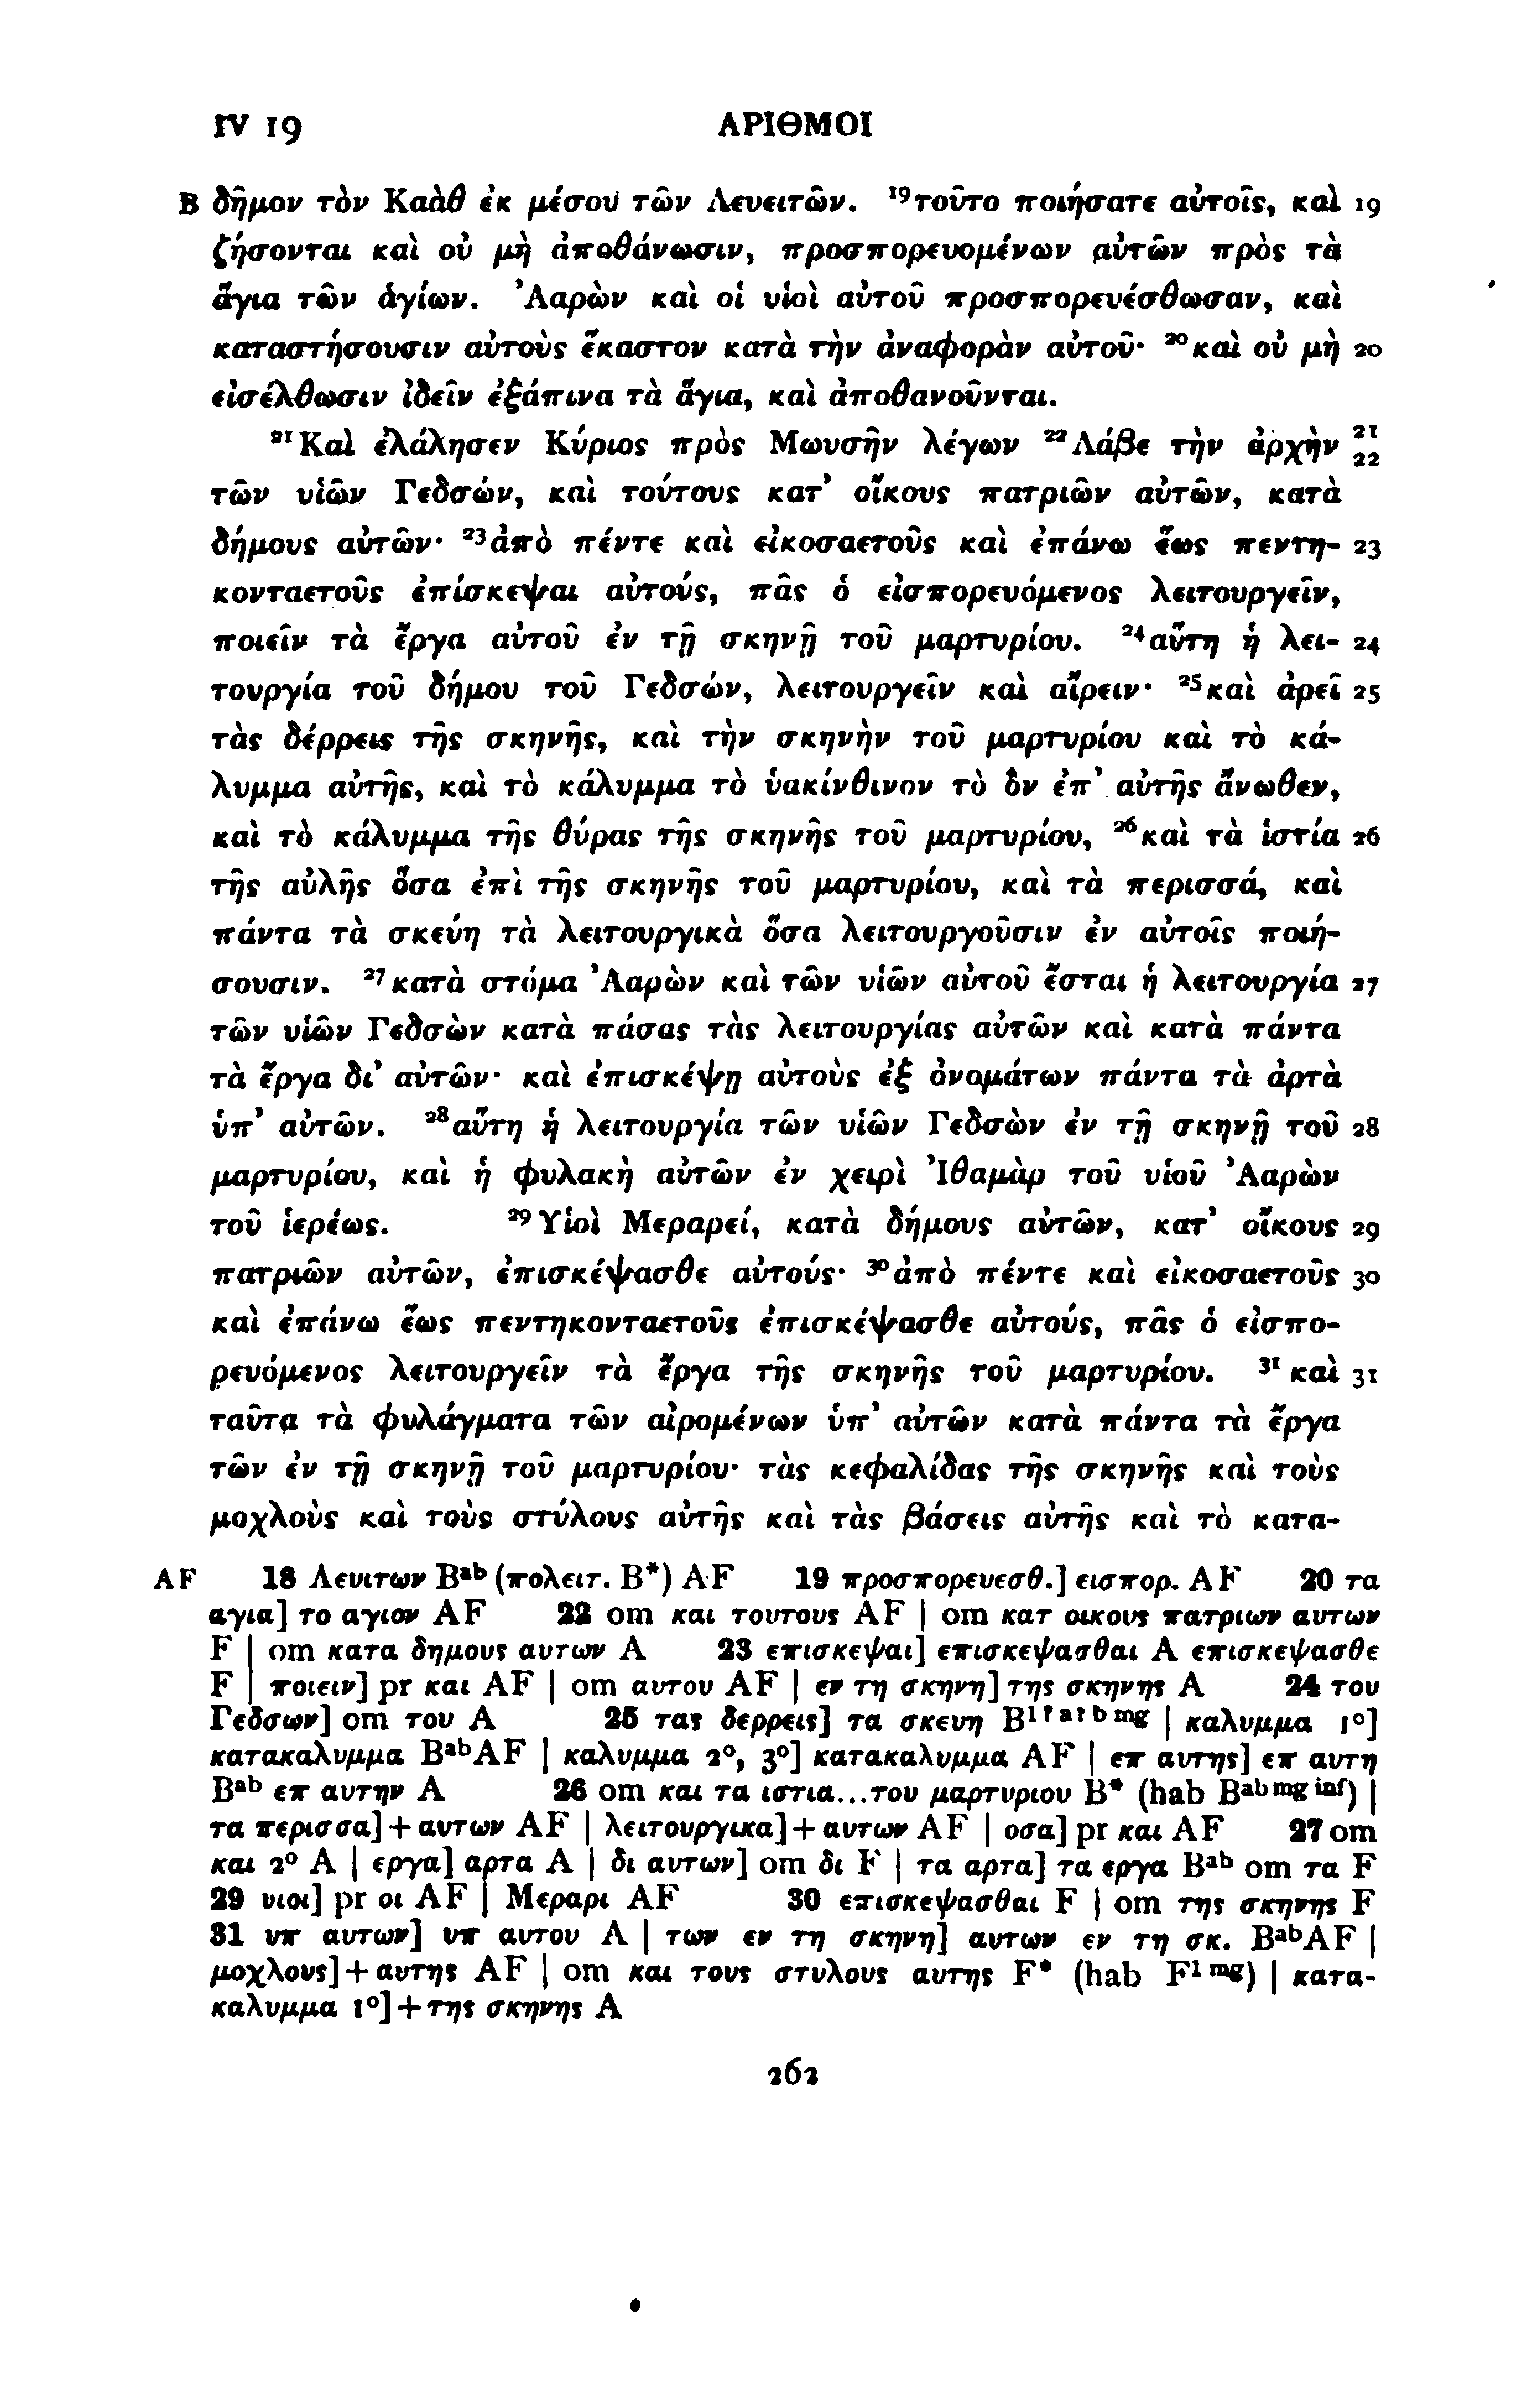 IV 19 ΑΡΙΘΜΟΙ
B δῆμον τὸν Καὰθ ἐκ μέσου τῶν Λευειτῶν. ¹⁹τοῦτο ποιήσατε αὐτοῖς, καὶ 19
ζήσονται καὶ οὐ μὴ ἀποθάνωσιν, προσπορευομένων αὐτῶν πρὸς τὰ
ἅγια τῶν ἁγίων. Ἀαρὼν καὶ οἱ υἱοὶ αὐτοῦ προσπορευέσθωσαν, καὶ
καταστήσουσιν αὐτοὺς ἕκαστον κατὰ τὴν ἀναφορὰν αὐτοῦ· ²⁰καὶ οὐ μὴ 20
εἰσέλθωσιν ἰδεῖν ἐξάπινα τὰ ἅγια, καὶ ἀποθανοῦνται.
²¹Καὶ ἐλάλησεν Κύριος πρὸς Μωυσῆν λέγων ²²Λάβε τὴν ἀρχὴν 21 22
τῶν υἱῶν Γεδσών, καὶ τούτους κατ’ οἴκους πατριῶν αὐτῶν, κατὰ
δήμους αὐτῶν· ²³ἀπὸ πέντε καὶ εἰκοσαετοῦς καὶ ἐπάνω ἕως πεντη- 23
κονταετοῦς ἐπίσκεψαι αὐτούς, πᾶς ὁ εἰσπορευόμενος λειτουργεῖν,
ποιεῖν τὰ ἔργα αὐτοῦ ἐν τῇ σκηνῇ τοῦ μαρτυρίου. ²⁴αὕτη ἡ λει- 24
τουργία τοῦ δήμου τοῦ Γεδσών, λειτουργεῖν καὶ αἴρειν· ²⁵καὶ ἀρεῖ 25
τὰς δέρρεις τῆς σκηνῆς, καὶ τὴν σκηνὴν τοῦ μαρτυρίου καὶ τὸ κά-
λυμμα αὐτῆς, καὶ τὸ κάλυμμα τὸ ὑακίνθινον τὸ ὂν ἐπ’ αὐτῆς ἄνωθεν,
καὶ τὸ κάλυμμα τῆς θύρας τῆς σκηνῆς τοῦ μαρτυρίου, ²⁶καὶ τὰ ἱστία 26
τῆς αὐλῆς ὅσα ἐπὶ τῆς σκηνῆς τοῦ μαρτυρίου, καὶ τὰ περισσά, καὶ
πάντα τὰ σκεύη τὰ λειτουργικὰ ὅσα λειτουργοῦσιν ἐν αὐτοῖς ποιή-
σουσιν. ²⁷κατὰ στόμα Ἀαρὼν καὶ τῶν υἱῶν αὐτοῦ ἔσται ἡ λειτουργία 27
τῶν υἱῶν Γεδσὼν κατὰ πάσας τὰς λειτουργίας αὐτῶν καὶ κατὰ πάντα
τὰ ἔργα δι’ αὐτῶν· καὶ ἐπισκέψῃ αὐτοὺς ἐξ ὀνομάτων πάντα τὰ ἀρτὰ
ὑπ’ αὐτῶν. ²⁸αὕτη ἡ λειτουργία τῶν υἱῶν Γεδσὼν ἐν τῇ σκηνῇ τοῦ 28
μαρτυρίου, καὶ ἡ φυλακὴ αὐτῶν ἐν χειρὶ Ἰθαμὰρ τοῦ υἱοῦ Ἀαρὼν
τοῦ ἱερέως. ²⁹Υἱοὶ Μεραρεί, κατὰ δήμους αὐτῶν, κατ’ οἴκους 29
πατριῶν αὐτῶν, ἐπισκέψασθε αὐτούς· ³⁰ἀπὸ πέντε καὶ εἰκοσαετοῦς 30
καὶ ἐπάνω ἕως πεντηκονταετοῦς ἐπισκέψασθε αὐτούς, πᾶς ὁ εἰσπο-
ρευόμενος λειτουργεῖν τὰ ἔργα τῆς σκηνῆς τοῦ μαρτυρίου. ³¹καὶ 31
ταῦτα τὰ φυλάγματα τῶν αἰρομένων ὑπ’ αὐτῶν κατὰ πάντα τὰ ἔργα
τῶν ἐν τῇ σκηνῇ τοῦ μαρτυρίου· τὰς κεφαλίδας τῆς σκηνῆς καὶ τοὺς
μοχλοὺς καὶ τοὺς στύλους αὐτῆς καὶ τὰς βάσεις αὐτῆς καὶ τὸ κατα-
AF 18 Λευιτων Bᵃᵇ (πολειτ. B*) AF 19 προσπορευεσθ.] εισπορ. AF 20 τα
αγια] το αγιον AF 22 om και τουτους AF | om κατ οικους πατριων αυτων
F | om κατα δημους αυτων A 23 επισκεψαι] επισκεψασθαι A επισκεψασθε
F | ποιειν] pr και AF | om αυτου AF | εν τη σκηνη] της σκηνης A 24 του
Γεδσων] om του A 25 τας δερρεις] τα σκευη B¹ˀᵃˀᵇᵐᵍ | καλυμμα 1°]
κατακαλυμμα BᵃᵇAF | καλυμμα 2°, 3°] κατακαλυμμα AF | επ αυτης] επ αυτη
Bᵃᵇ επ αυτην A 26 om και τα ιστια...του μαρτυριου B* (hab Bᵃᵇᵐᵍⁱⁿᶠ) |
τα περισσα]+αυτων AF | λειτουργικα]+αυτων AF | οσα] pr και AF 27 om
και 2° A | εργα] αρτα A | δι αυτων] om δι F | τα αρτα] τα εργα Bᵃᵇ om τα F
29 υιοι] pr οι AF | Μεραρι AF 30 επισκεψασθαι F | om της σκηνης F
31 υπ αυτων] υπ αυτου A | των εν τη σκηνη] αυτων εν τη σκ. BᵃᵇAF |
μοχλους]+αυτης AF | om και τους στυλους αυτης F* (hab F¹ᵐᵍ) | κατα-
καλυμμα 1°]+της σκηνης A
262